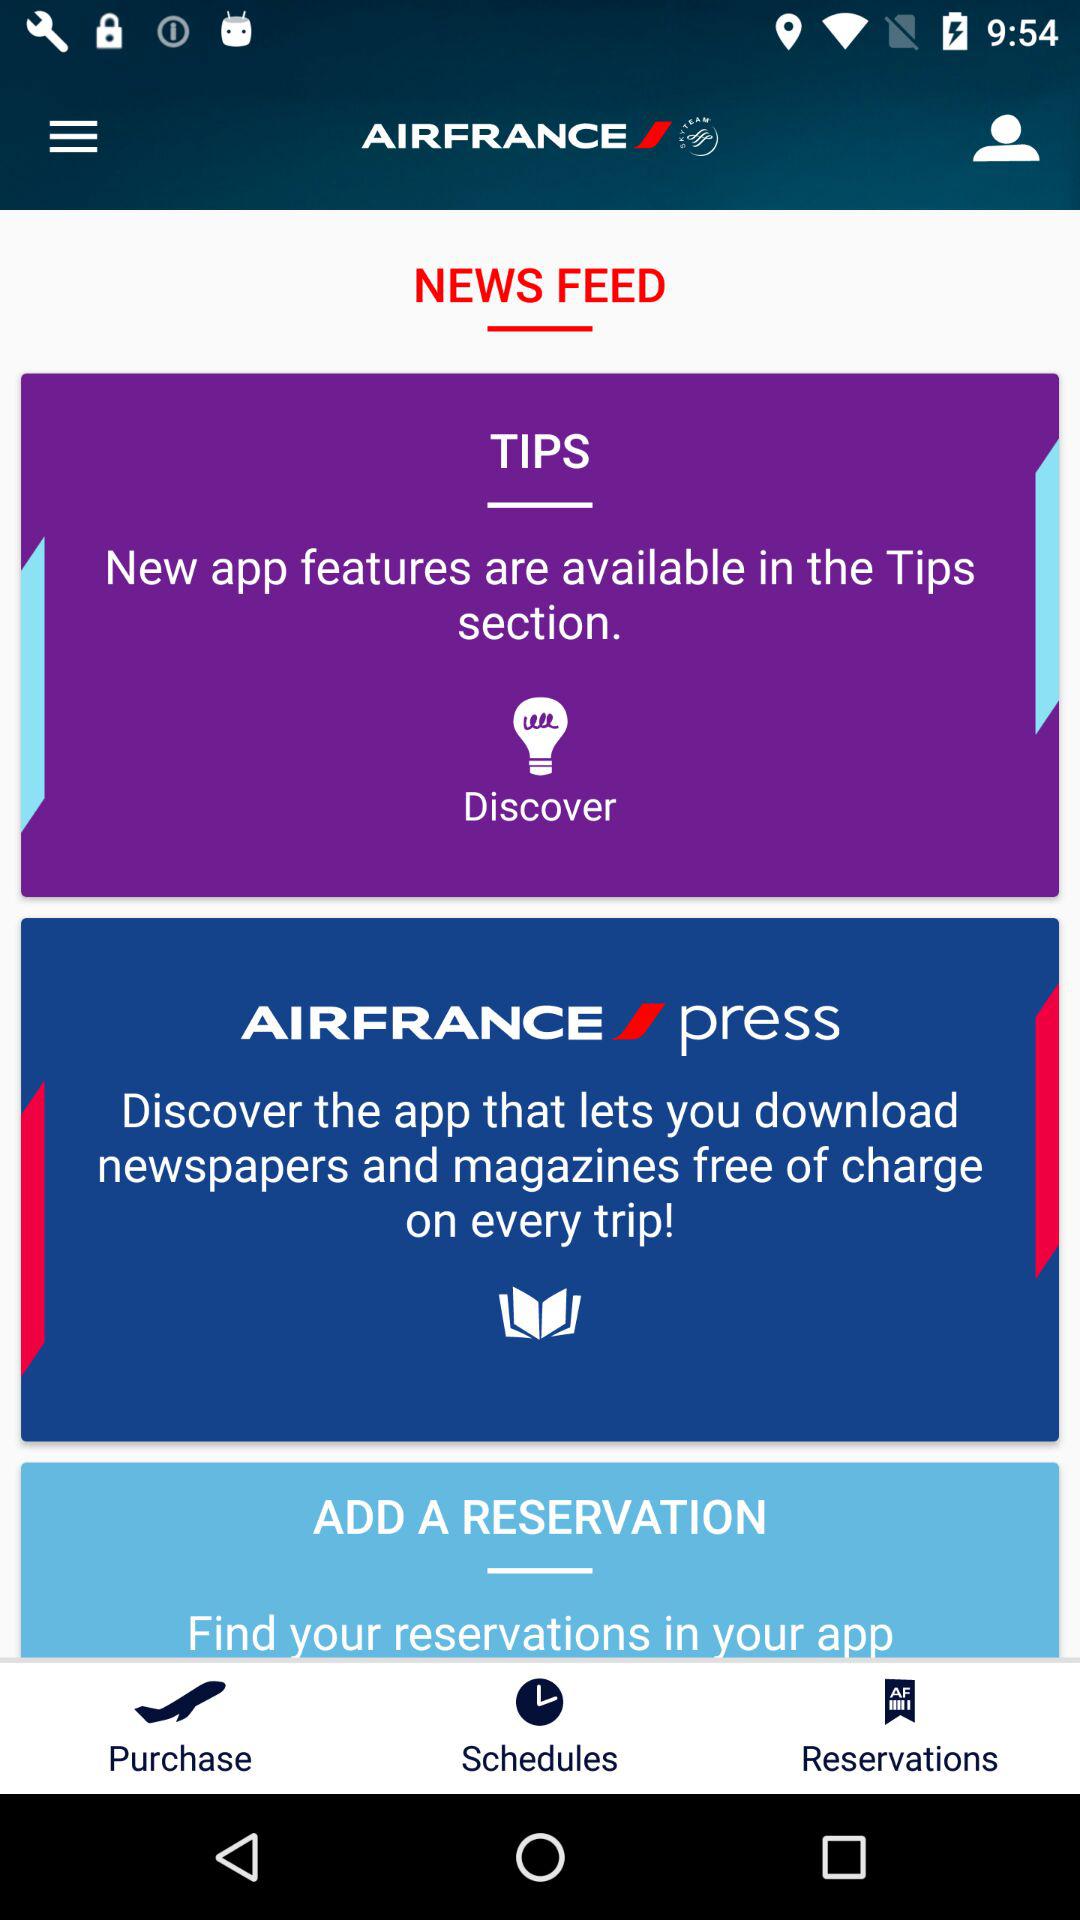 9:54
AIRFRANCE SKYTEAM
NEWS FEED
TIPS
New app features are available in the Tips
section.
Discover
AIRFRANCE press
Discover the app that lets you download
newspapers and magazines free of charge
on every trip!
ADD A RESERVATION
Find your reservations in your app
AF
Purchase Schedules Reservations